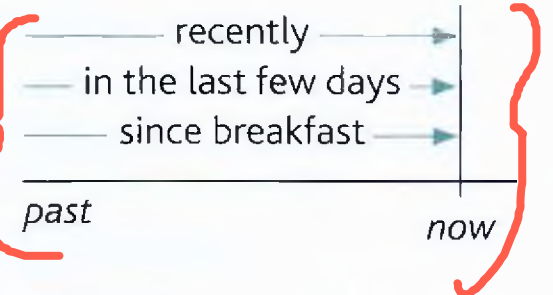 recently
in the last few days
since breakfast
past
now